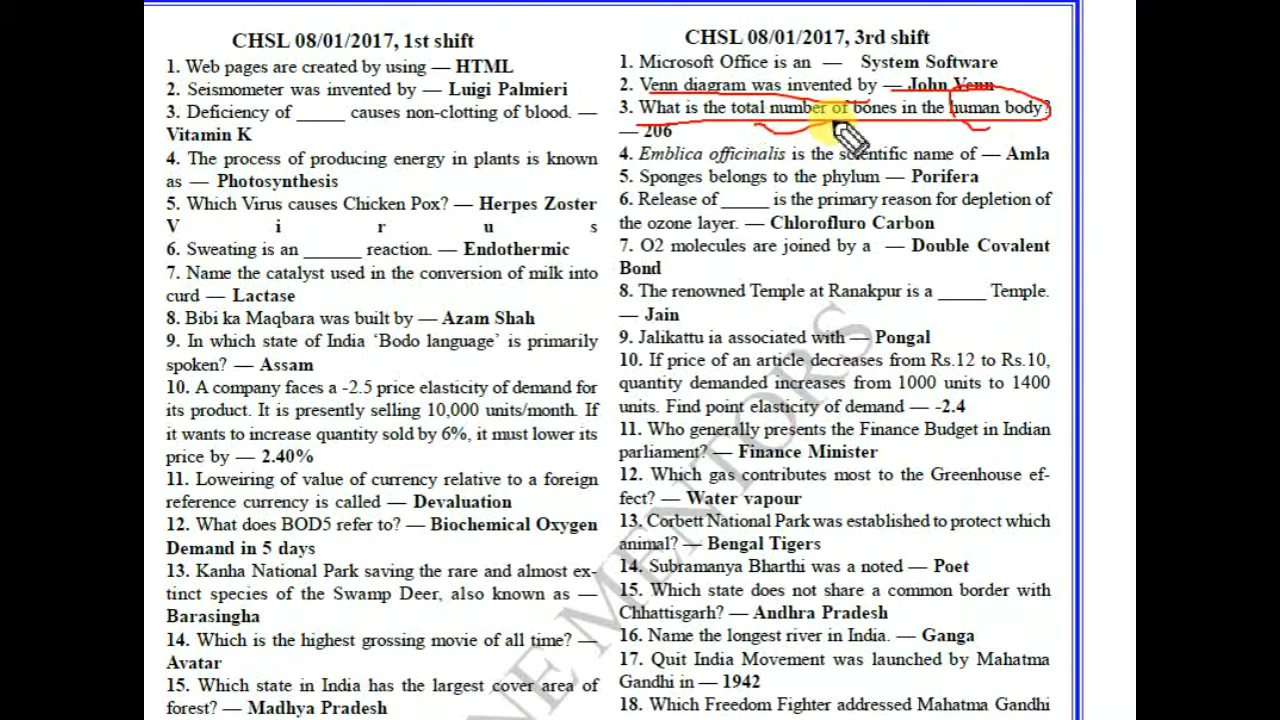 CHSL 08/01/2017, 1st shift
1. Web pages are created by using — HTML
2. Seismometer was invented by — Luigi Palmieri
3. Deficiency of _____ causes non-clotting of blood. —
Vitamin K
4. The process of producing energy in plants is known
as — Photosynthesis
5. Which Virus causes Chicken Pox? — Herpes Zoster
V i r u s
6. Sweating is an ______ reaction. — Endothermic
7. Name the catalyst used in the conversion of milk into
curd — Lactase
8. Bibi ka Maqbara was built by — Azam Shah
9. In which state of India ‘Bodo language’ is primarily
spoken? — Assam
10. A company faces a -2.5 price elasticity of demand for
its product. It is presently selling 10,000 units/month. If
it wants to increase quantity sold by 6%, it must lower its
price by — 2.40%
11. Loweiring of value of currency relative to a foreign
reference currency is called — Devaluation
12. What does BOD5 refer to? — Biochemical Oxygen
Demand in 5 days
13. Kanha National Park saving the rare and almost ex-
tinct species of the Swamp Deer, also known as —
Barasingha
14. Which is the highest grossing movie of all time? —
Avatar
15. Which state in India has the largest cover area of
forest? — Madhya Pradesh
CHSL 08/01/2017, 3rd shift
1. Microsoft Office is an — System Software
2. Venn diagram was invented by — John Venn
3. What is the total number of bones in the human body?
— 206
4. Emblica officinalis is the scientific name of — Amla
5. Sponges belongs to the phylum — Porifera
6. Release of _____ is the primary reason for depletion of
the ozone layer. — Chlorofluro Carbon
7. O2 molecules are joined by a — Double Covalent
Bond
8. The renowned Temple at Ranakpur is a _____ Temple.
— Jain
9. Jalikattu ia associated with — Pongal
10. If price of an article decreases from Rs.12 to Rs.10,
quantity demanded increases from 1000 units to 1400
units. Find point elasticity of demand — -2.4
11. Who generally presents the Finance Budget in Indian
parliament? — Finance Minister
12. Which gas contributes most to the Greenhouse ef-
fect? — Water vapour
13. Corbett National Park was established to protect which
animal? — Bengal Tigers
14. Subramanya Bharthi was a noted — Poet
15. Which state does not share a common border with
Chhattisgarh? — Andhra Pradesh
16. Name the longest river in India. — Ganga
17. Quit India Movement was launched by Mahatma
Gandhi in — 1942
18. Which Freedom Fighter addressed Mahatma Gandhi
NE MENTORS